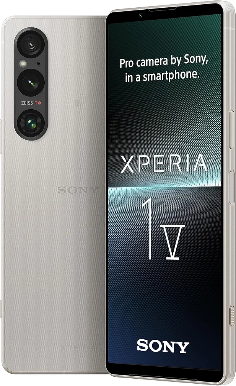 Pro camera by Sony,
in a smartphone.
XPERIA
1 V
SONY
SONY